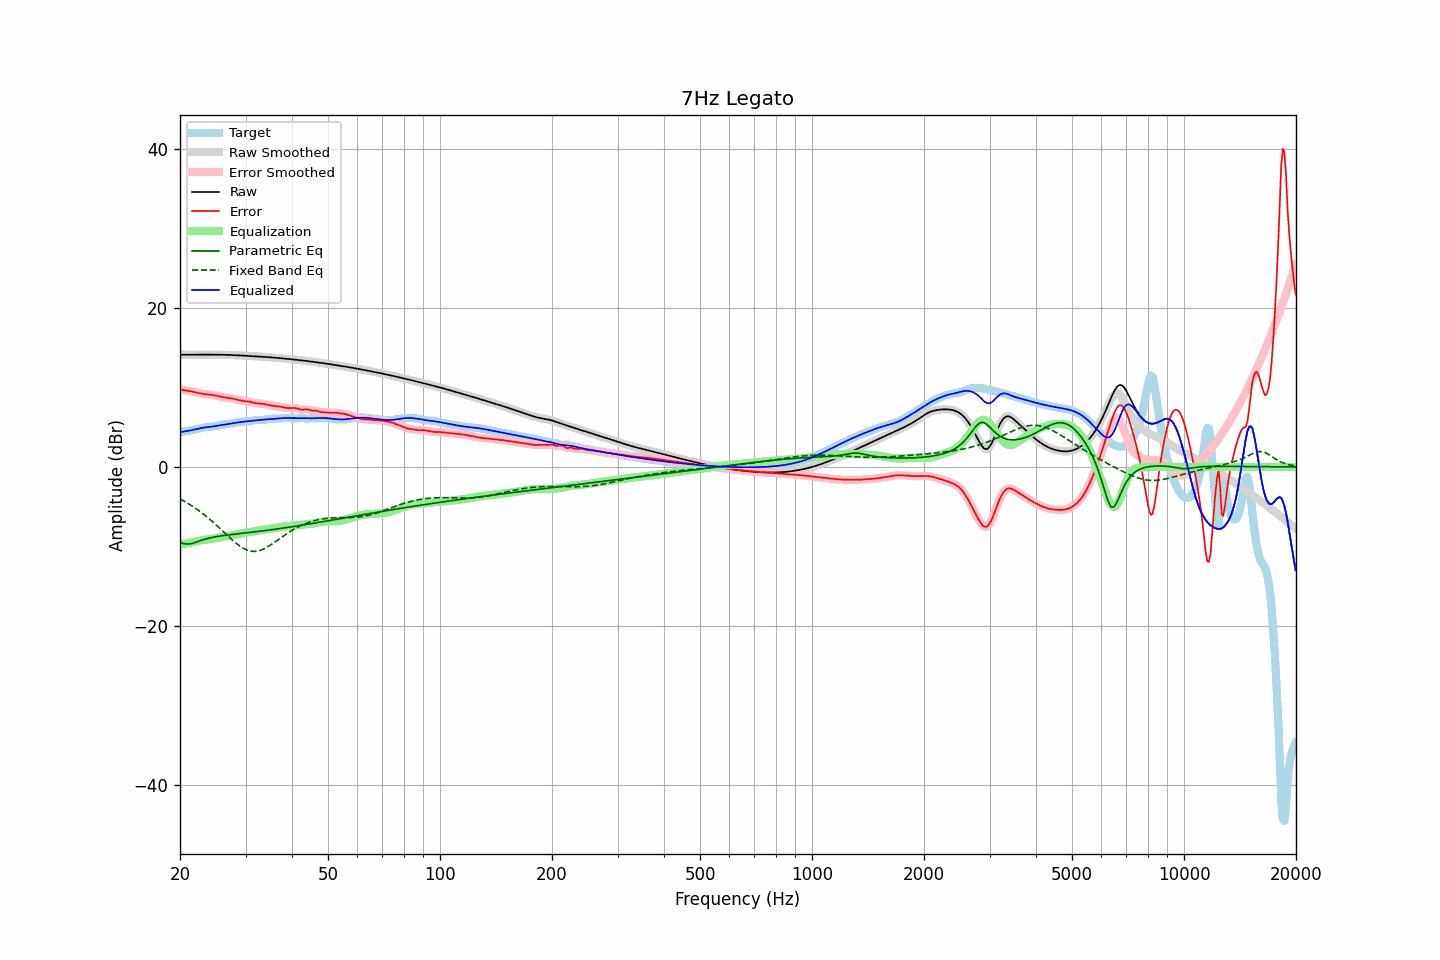 7Hz Legato
Target
Raw Smoothed
Error Smoothed
Raw
Error
Equalization
Parametric Eq
Fixed Band Eq
Equalized
Amplitude (dBr)
40
20
0
−20
−40
20
50
100
200
500
1000
2000
5000
10000
20000
Frequency (Hz)